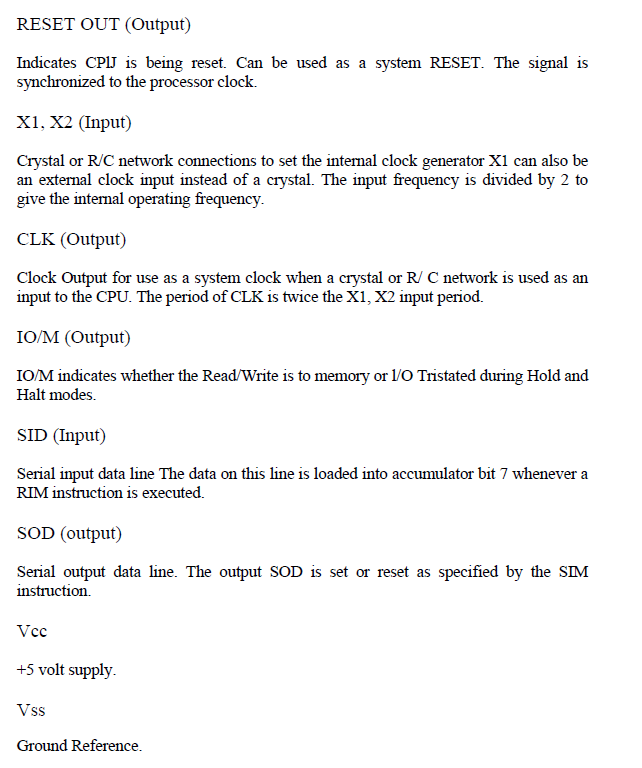 RESET OUT (Output)
Indicates CPIJ is being reset. Can be used as a system RESET. The signal is
synchronized to the processor clock.
X1, X2 (Input)
Crystal or R/C network connections to set the internal clock generator X1 can also be
an external clock input instead of a crystal. The input frequency is divided by 2 to
give the internal operating frequency.
CLK (Output)
Clock Output for use as a system clock when a crystal or R/ C network is used as an
input to the CPU. The period of CLK is twice the X1, X2 input period.
IO/M (Output)
IO/M indicates whether the Read/Write is to memory or l/O Tristated during Hold and
Halt modes.
SID (Input)
Serial input data line The data on this line is loaded into accumulator bit 7 whenever a
RIM instruction is executed.
SOD (output)
Serial output data line. The output SOD is set or reset as specified by the SIM
instruction.
Vcc
+5 volt supply.
Vss
Ground Reference.